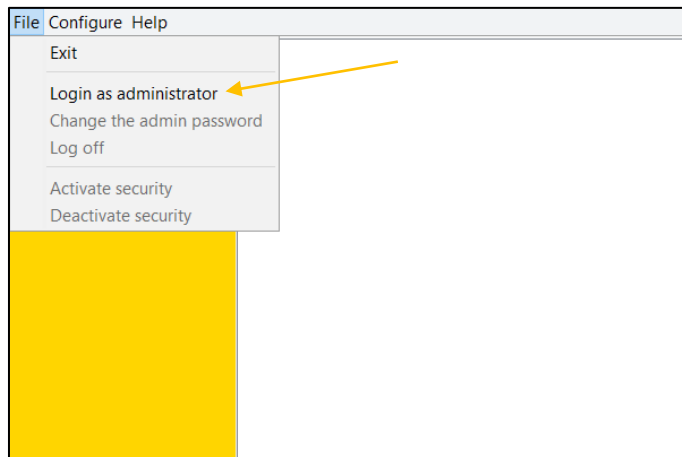 File Configure Help
Exit
Login as administrator
Change the admin password
Log off
Activate security
Deactivate security